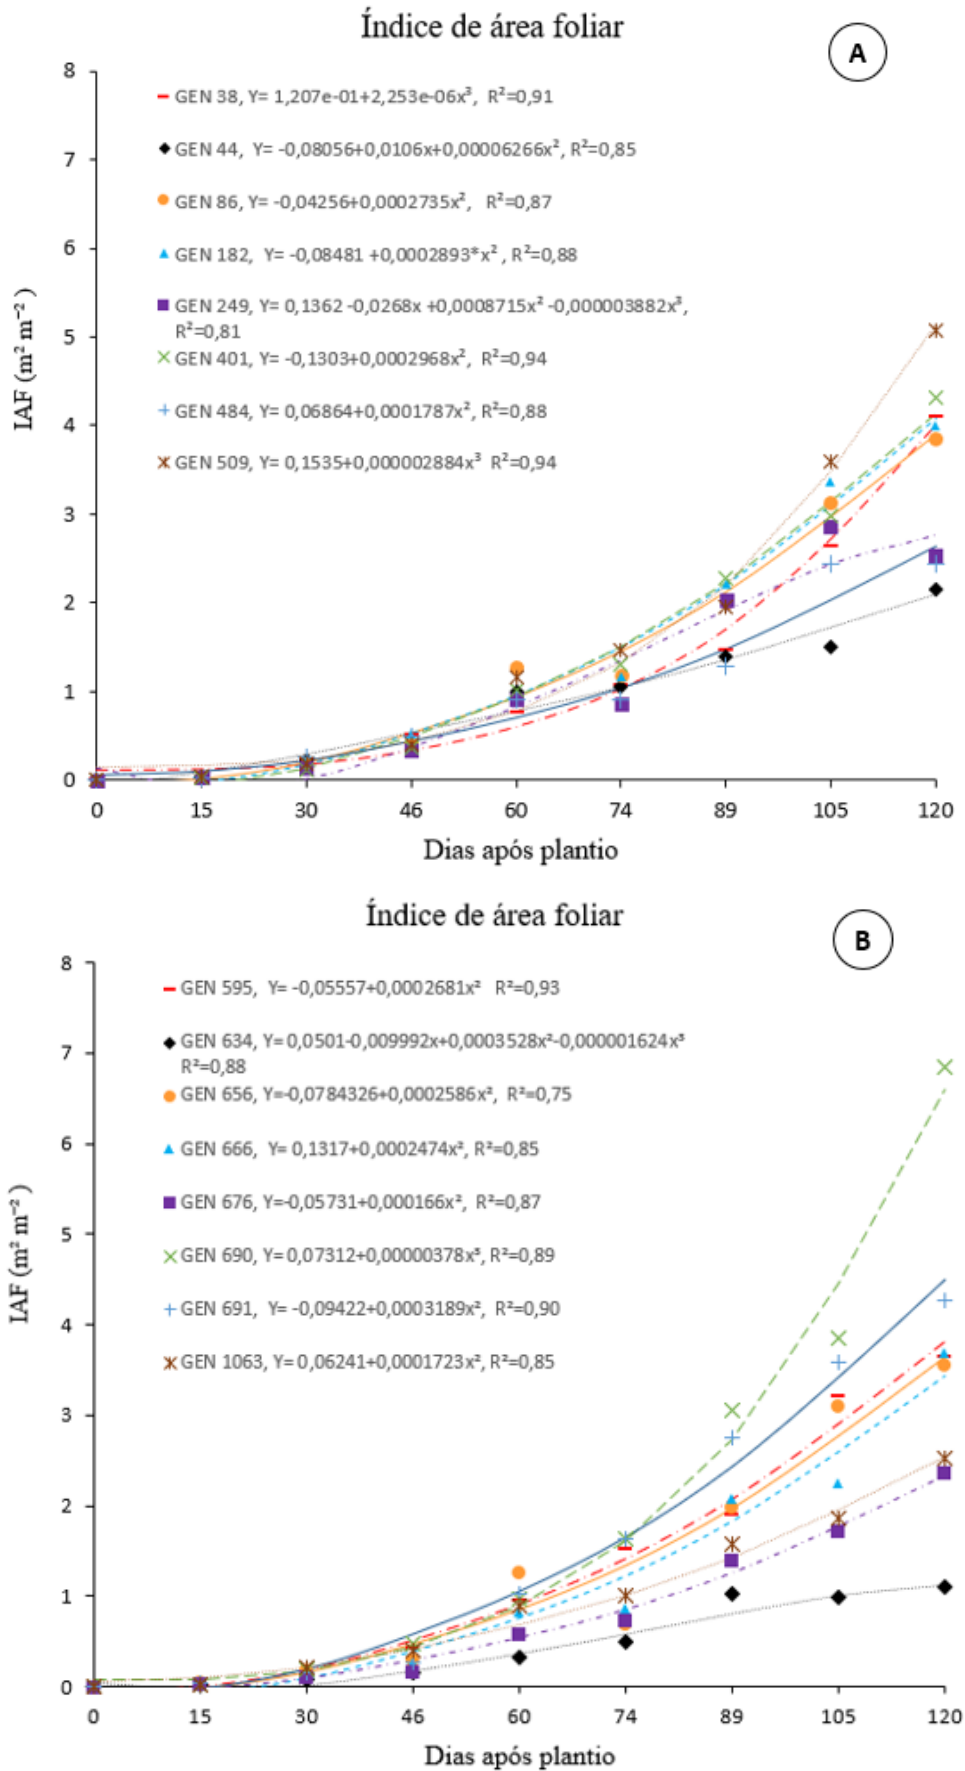 Índice de área foliar
A
8
GEN 38, Y= 1,207e-01+2,253e-06x³, R²=0,91
7
GEN 44, Y= -0,08056+0,0106x+0,00006266x², R²=0,85
GEN 86, Y= -0,04256+0,0002735x², R²=0,87
6
GEN 182, Y= -0,08481 +0,0002893*x² , R²=0,88
GEN 249, Y= 0,1362 -0,0268x +0,0008715x² -0,000003882x³,
R²=0,81
5
GEN 401, Y= -0,1303+0,0002968x², R²=0,94
GEN 484, Y= 0,06864+0,0001787x², R²=0,88
4
GEN 509, Y= 0,1535+0,000002884x³ R²=0,94
3
2
1
0
IAF (m² m⁻² )
0 15 30 46 60 74 89 105 120
Dias após plantio
Índice de área foliar
B
8
GEN 595, Y= -0,05557+0,0002681x² R²=0,93
GEN 634, Y=0,0501-0,009992x+0,0003528x²-0,000001624x³
7
R²=0,88
GEN 656, Y=-0,0784326+0,0002586x², R²=0,75
6
GEN 666, Y= 0,1317+0,0002474x², R²=0,85
GEN 676, Y=-0,05731+0,000166x², R²=0,87
5
GEN 690, Y=0,07312+0,00000378x³, R²=0,89
GEN 691, Y= -0,09422+0,0003189x², R²=0,90
4
GEN 1063, Y= 0,06241+0,0001723x², R²=0,85
3
2
1
0
IAF (m² m⁻² )
0 15 30 46 60 74 89 105 120
Dias após plantio